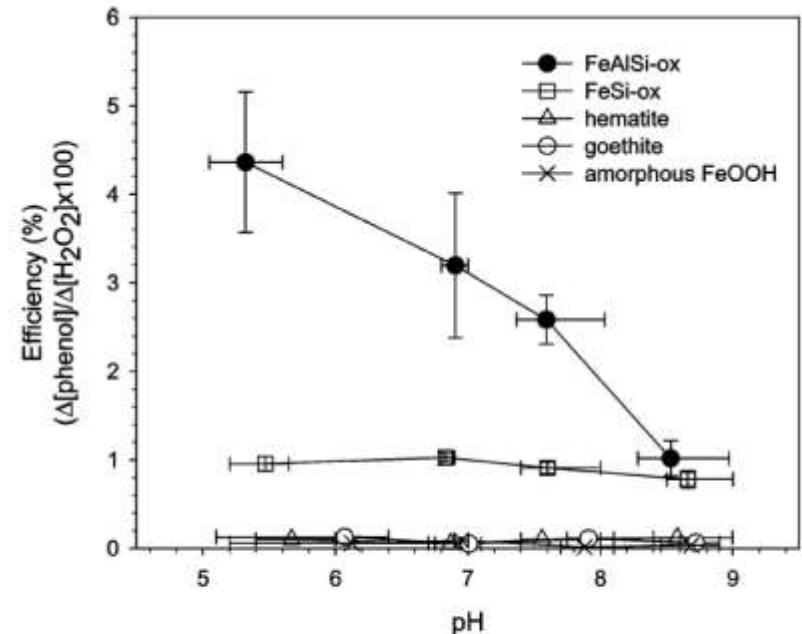 6
5
4
3
2
1
0
Efficiency (%)
(Δ[phenol]/Δ[H₂O₂]x100)
FeAlSi-ox
FeSi-ox
hematite
goethite
amorphous FeOOH
5 6 7 8 9
pH